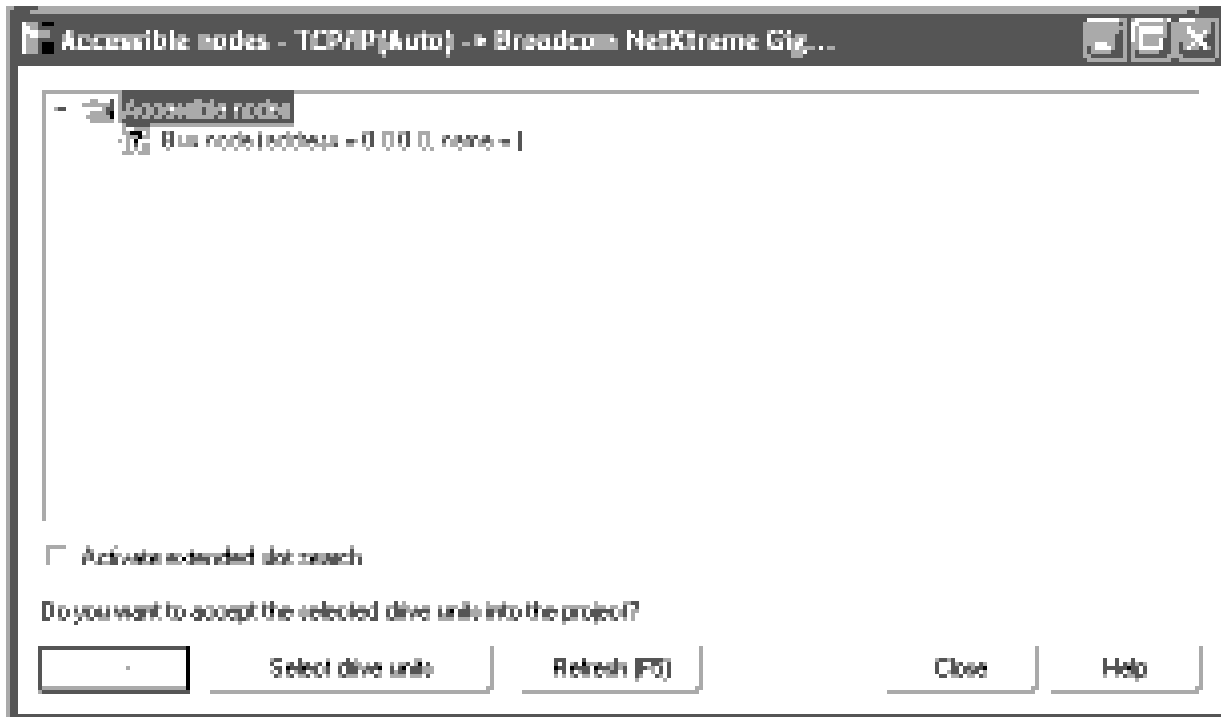 Accessible nodes - TCP/IP(Auto) -> Broadcom NetXtreme Gig...
Accessible nodes
Bus node (address = 0.0.0.0, name = )
Activate extended slot search
Do you want to accept the selected drive units into the project?
Select drive units Refresh (F5) Close Help